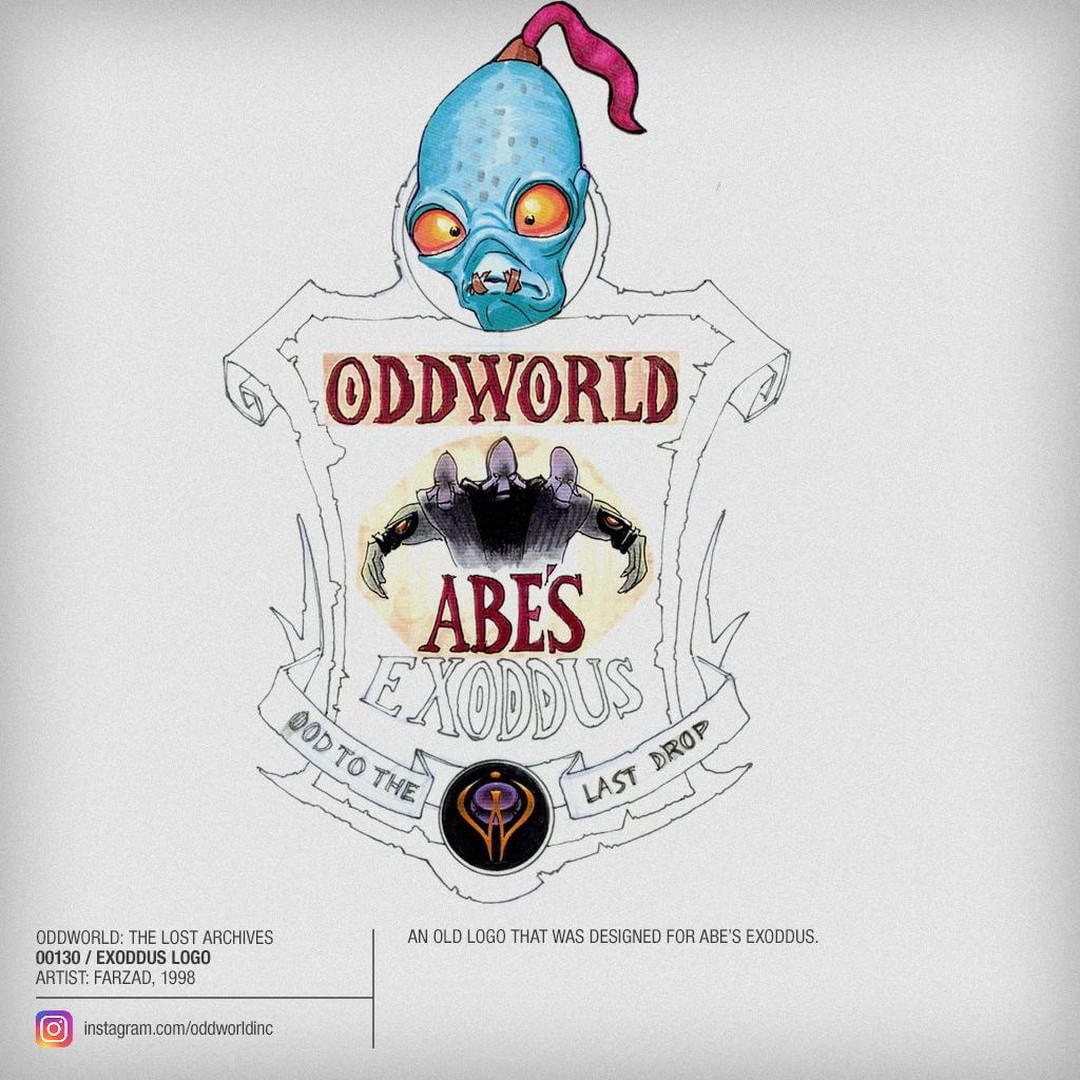 ODDWORLD
ABE'S
EXODDUS
OOD TO THE
LAST DROP
ODDWORLD: THE LOST ARCHIVES
00130 / EXODDUS LOGO
ARTIST: FARZAD, 1998
instagram.com/oddworldinc
AN OLD LOGO THAT WAS DESIGNED FOR ABE'S EXODDUS.